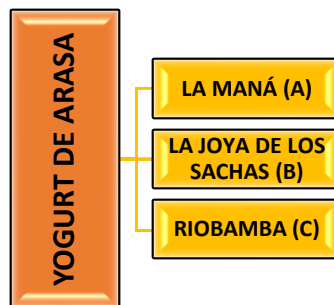 YOGURT DE ARASA
LA MANÁ (A)
LA JOYA DE LOS
SACHAS (B)
RIOBAMBA (C)